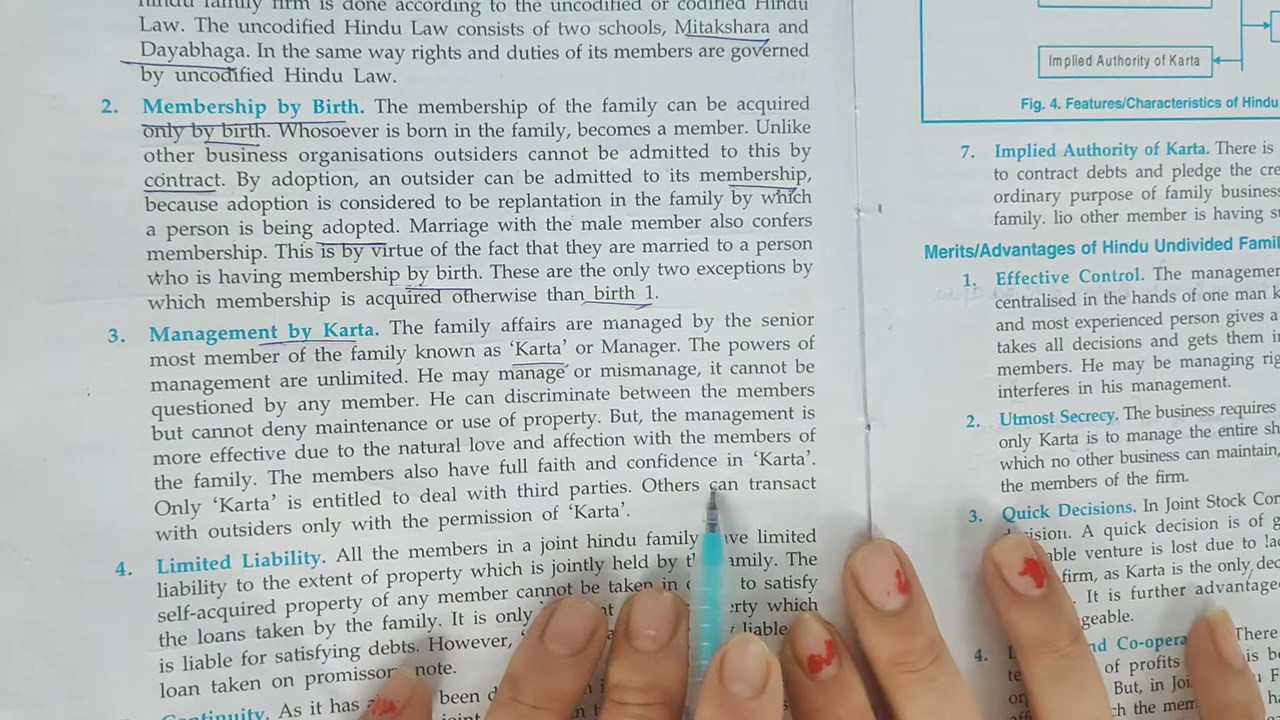 Hindu family firm is done according to the uncodified or codified Hindu
Law. The uncodified Hindu Law consists of two schools, Mitakshara and
Dayabhaga. In the same way rights and duties of its members are governed
by uncodified Hindu Law.
2. Membership by Birth. The membership of the family can be acquired
only by birth. Whosoever is born in the family, becomes a member. Unlike
other business organisations outsiders cannot be admitted to this by
contract. By adoption, an outsider can be admitted to its membership,
because adoption is considered to be replantation in the family by which
a person is being adopted. Marriage with the male member also confers
membership. This is by virtue of the fact that they are married to a person
who is having membership by birth. These are the only two exceptions by
which membership is acquired otherwise than birth 1.
3. Management by Karta. The family affairs are managed by the senior
most member of the family known as ‘Karta’ or Manager. The powers of
management are unlimited. He may manage or mismanage, it cannot be
questioned by any member. He can discriminate between the members
but cannot deny maintenance or use of property. But, the management is
more effective due to the natural love and affection with the members of
the family. The members also have full faith and confidence in ‘Karta’.
Only ‘Karta’ is entitled to deal with third parties. Others can transact
with outsiders only with the permission of ‘Karta’.
4. Limited Liability. All the members in a joint hindu family limited
liability to the extent of property which is jointly held by the family. The
self-acquired property of any member cannot be taken in to satisfy
the loans taken by the family. It is only which
is liable for satisfying debts. However, liable
loan taken on promissory note.
Continuity. As it has been
Implied Authority of Karta
Fig. 4. Features/Characteristics of Hindu
7. Implied Authority of Karta. There is
to contract debts and pledge the cre
ordinary purpose of family busines
family. lio other member is having s
Merits/Advantages of Hindu Undivided Famil
1. Effective Control. The managemen
centralised in the hands of one man k
and most experienced person gives a
takes all decisions and gets them i
members. He may be managing rig
interferes in his management.
2. Utmost Secrecy. The business requires
only Karta is to manage the entire sh
which no other business can maintain,
the members of the firm.
3. Quick Decisions. In Joint Stock Co
A quick decision is of g
venture is lost due to la
firm, as Karta is the only dec
It is further advantage
geable.
4. There
of profits is be
But, in Joi
the mem